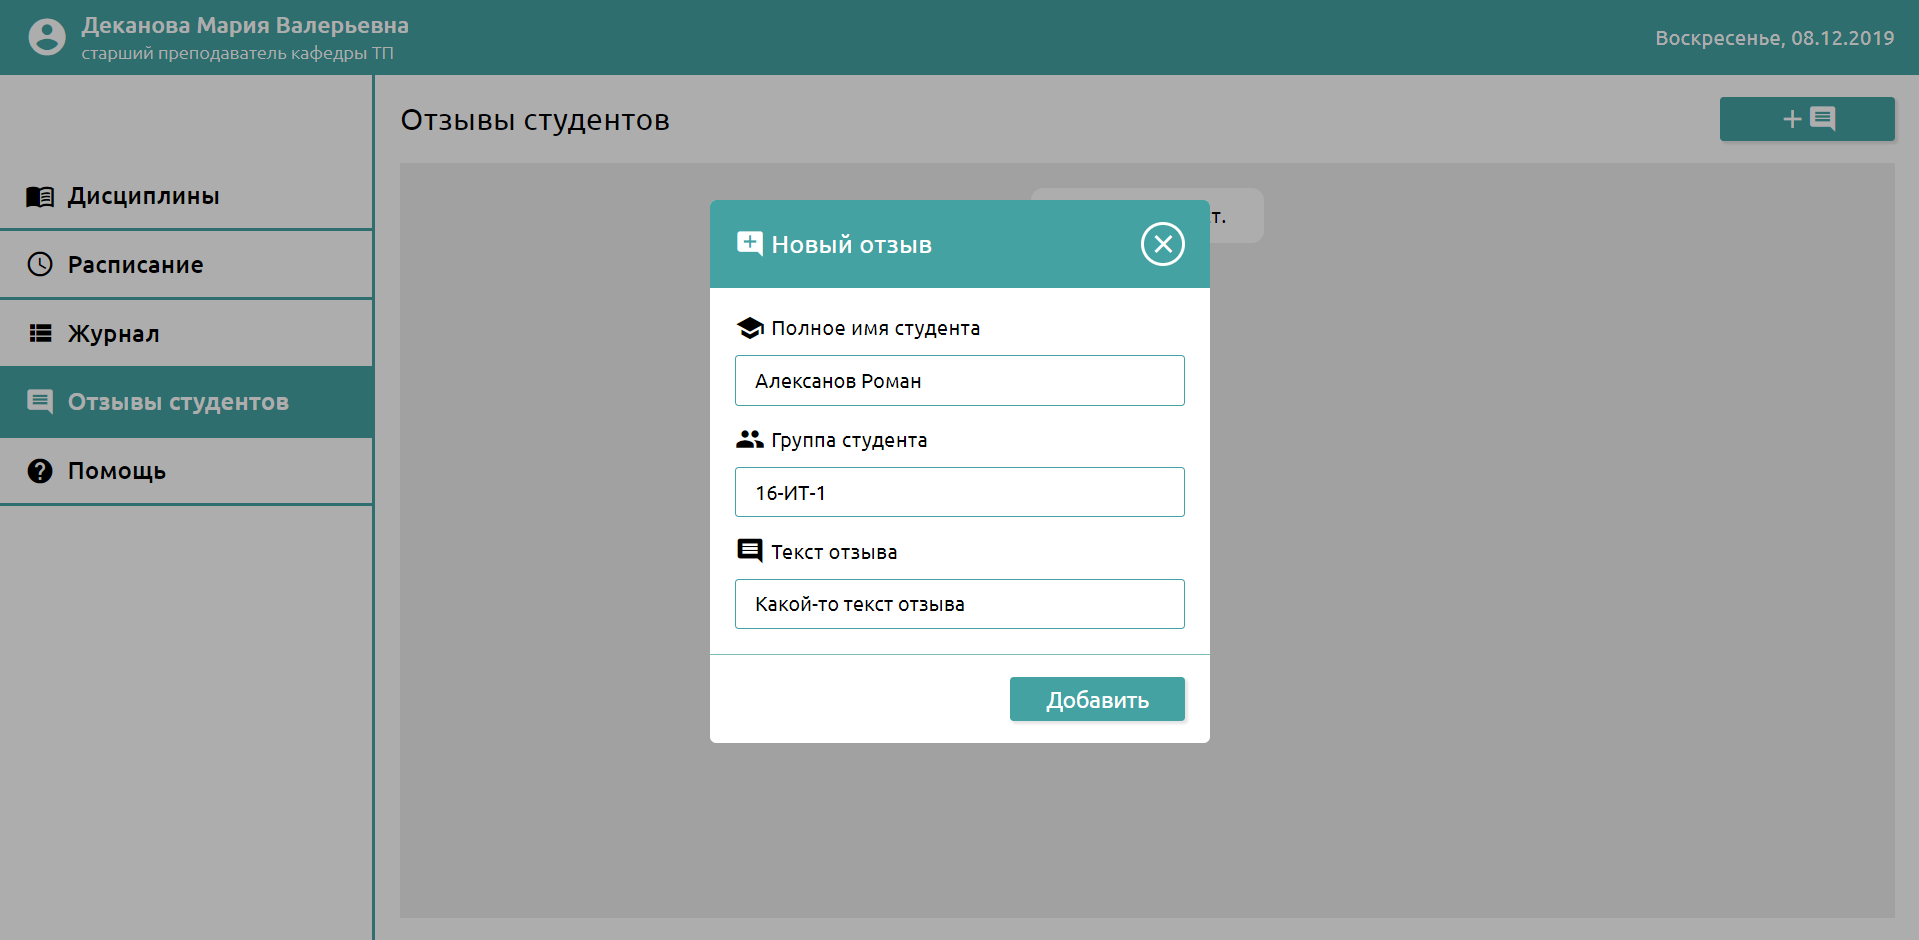 Деканова Мария Валерьевна
старший преподаватель кафедры ТП
Воскресенье, 08.12.2019
Дисциплины
Расписание
Журнал
Отзывы студентов
Помощь
Отзывы студентов
Новый отзыв
Полное имя студента
Алексанов Роман
Группа студента
16-ИТ-1
Текст отзыва
Какой-то текст отзыва
Добавить